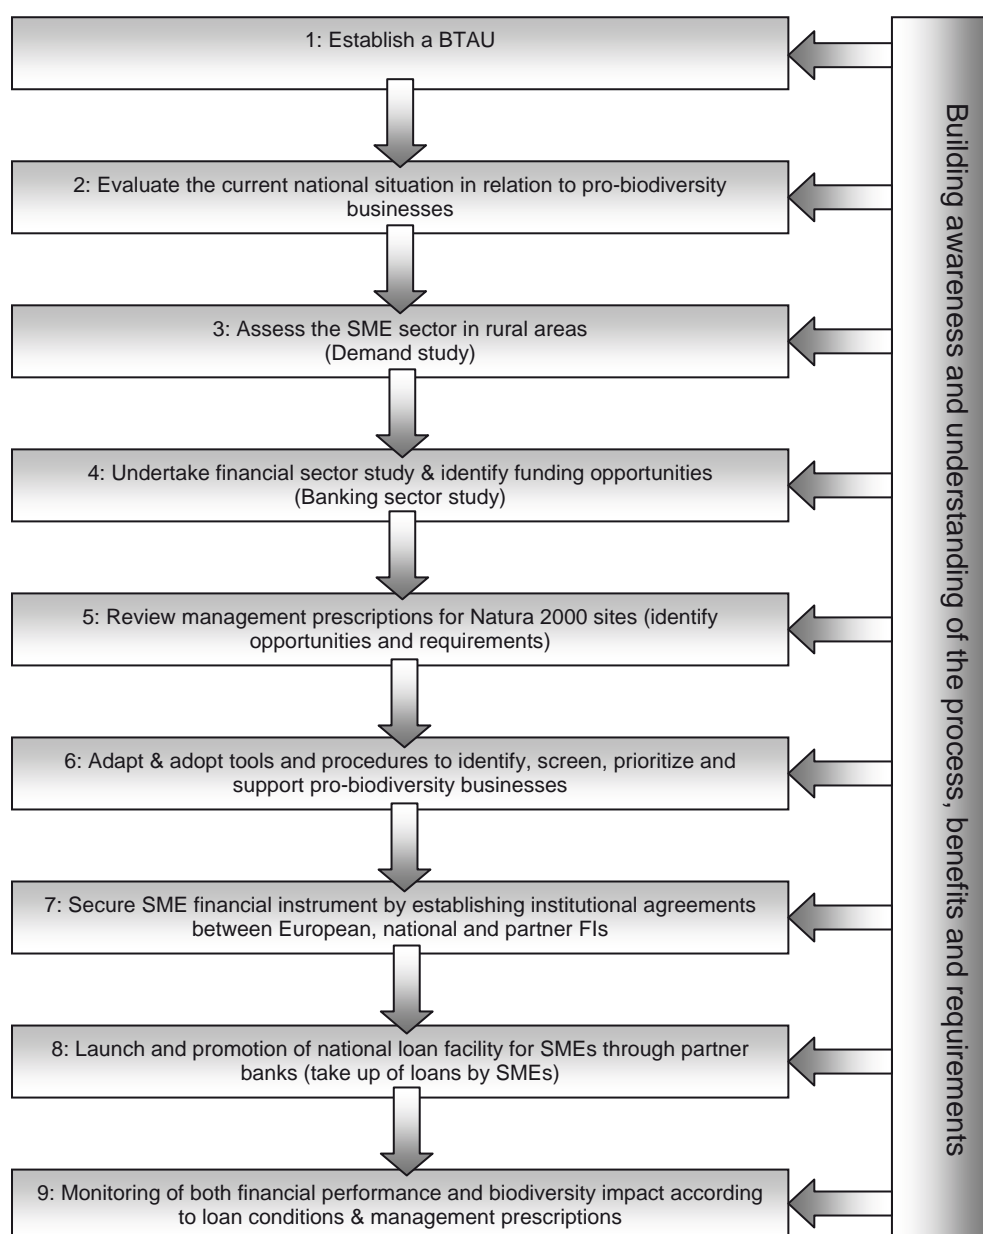 1: Establish a BTAU
2: Evaluate the current national situation in relation to pro-biodiversity
businesses
3: Assess the SME sector in rural areas
(Demand study)
4: Undertake financial sector study & identify funding opportunities
(Banking sector study)
5: Review management prescriptions for Natura 2000 sites (identify
opportunities and requirements)
6: Adapt & adopt tools and procedures to identify, screen, prioritize and
support pro-biodiversity businesses
7: Secure SME financial instrument by establishing institutional agreements
between European, national and partner FIs
8: Launch and promotion of national loan facility for SMEs through partner
banks (take up of loans by SMEs)
9: Monitoring of both financial performance and biodiversity impact according
to loan conditions & management prescriptions
Building awareness and understanding of the process, benefits and requirements